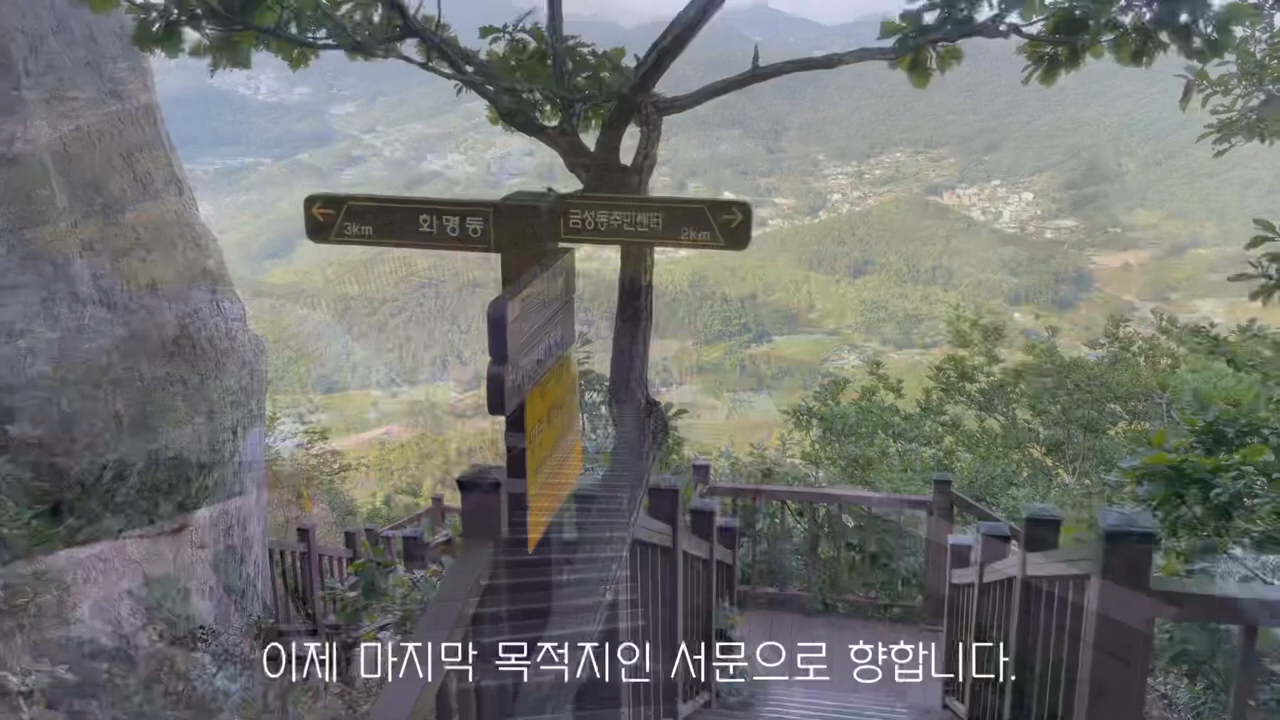 ← 3km 화명동
금성동주민센터 2km →
이제 마지막 목적지인 서문으로 향합니다.